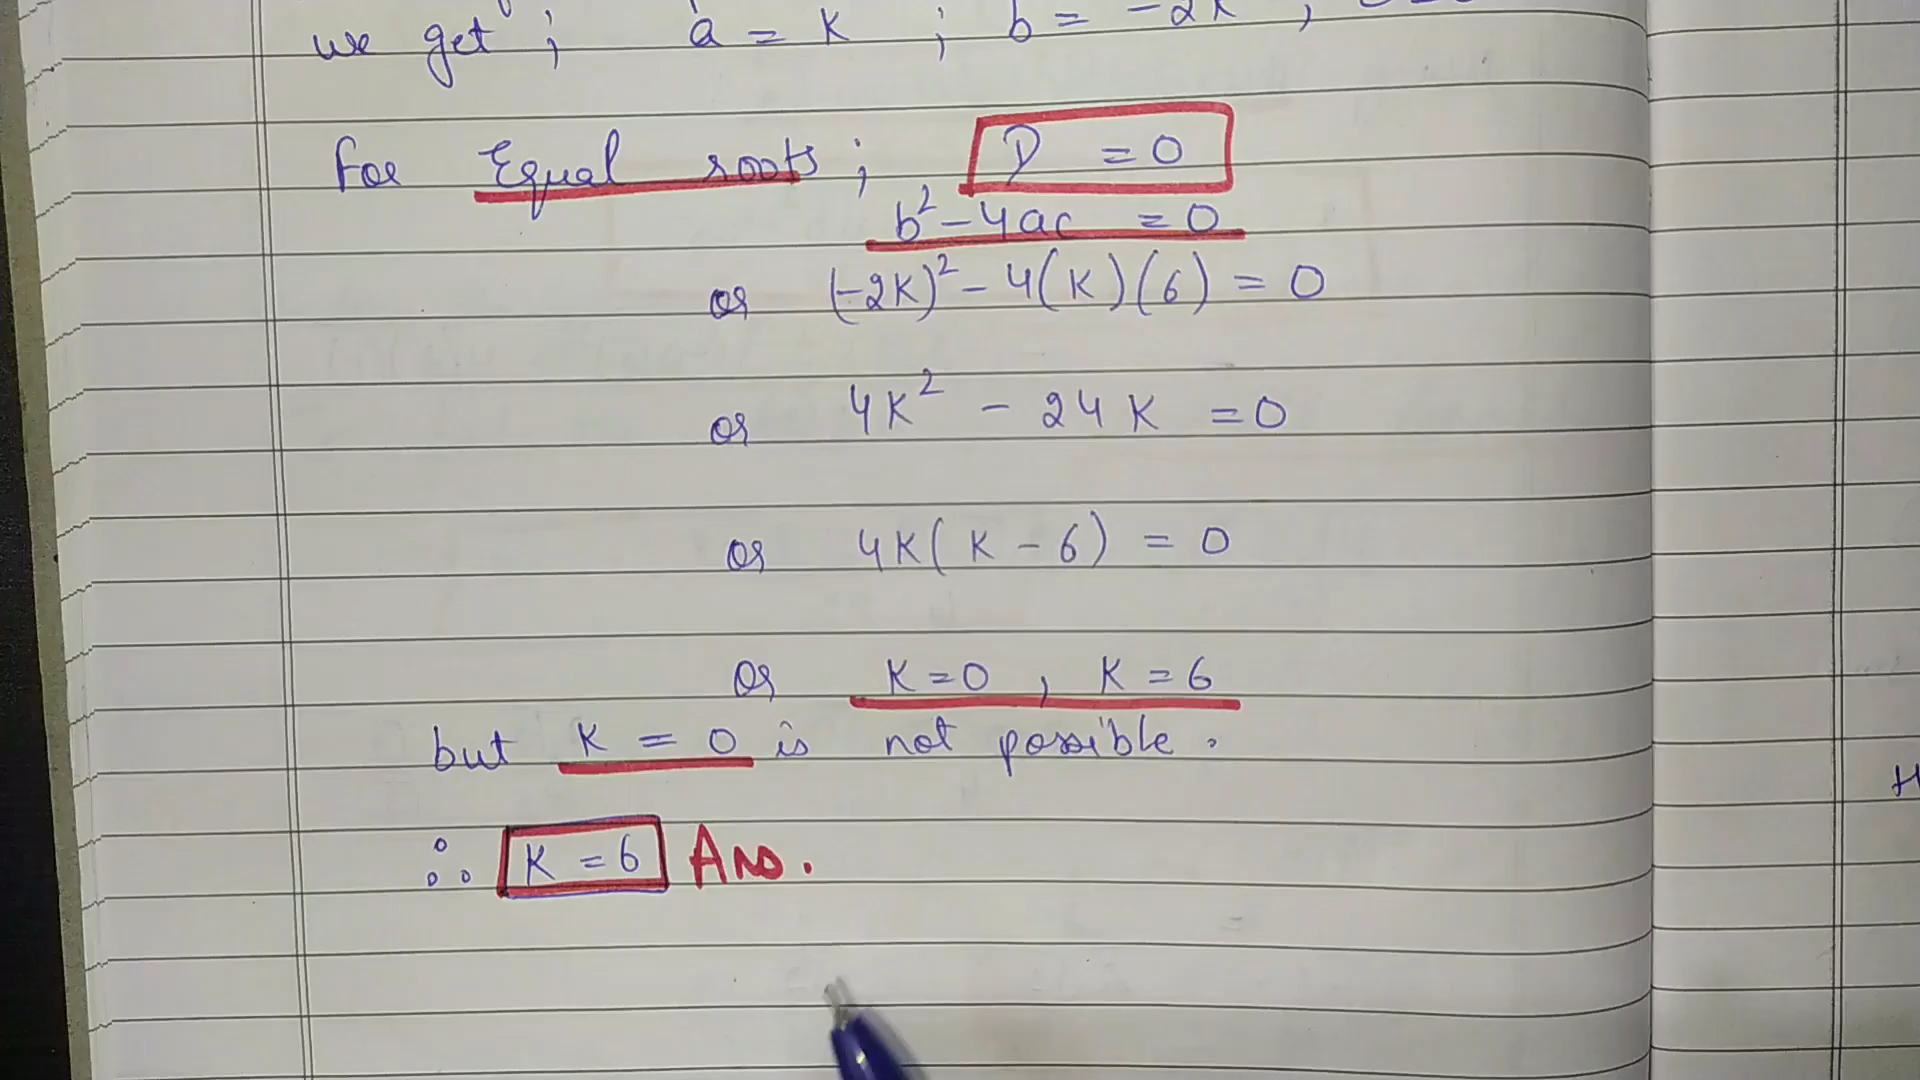 we get ; a = K ; b = -2K ,
For Equal roots ; D = 0
b² - 4ac = 0
or (-2K)² - 4(K)(6) = 0
or 4K² - 24K = 0
or 4K(K - 6) = 0
or K = 0 , K = 6
but K = 0 is not possible.
∴ K = 6 Ans.